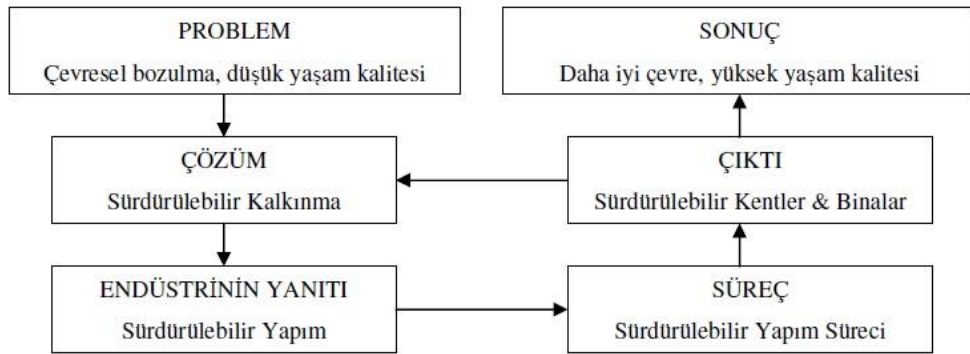 PROBLEM
Çevresel bozulma, düşük yaşam kalitesi
SONUÇ
Daha iyi çevre, yüksek yaşam kalitesi
ÇÖZÜM
Sürdürülebilir Kalkınma
ÇIKTI
Sürdürülebilir Kentler & Binalar
ENDÜSTRİNİN YANITI
Sürdürülebilir Yapım
SÜREÇ
Sürdürülebilir Yapım Süreci